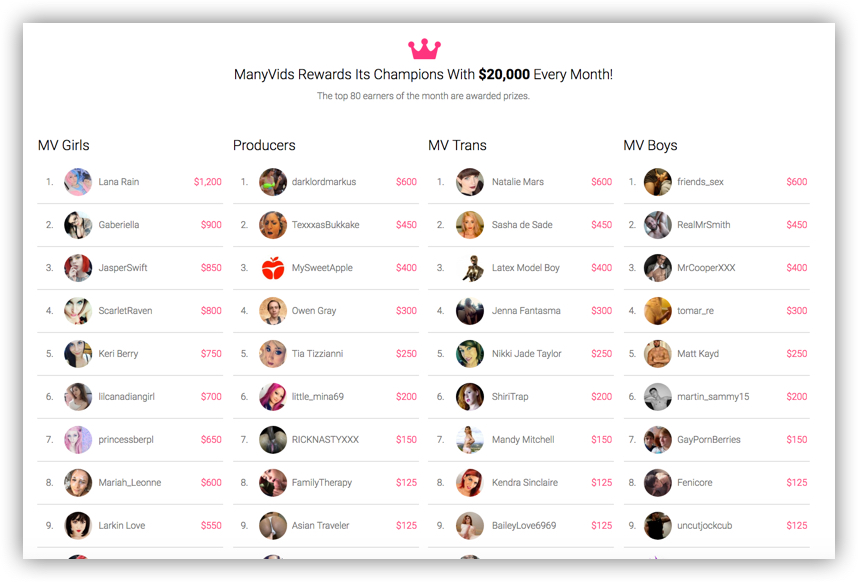 ManyVids Rewards Its Champions With $20,000 Every Month!
The top 80 earners of the month are awarded prizes.
MV Girls
1. Lana Rain $1,200
2. Gaberiella $900
3. JasperSwift $850
4. ScarletRaven $800
5. Keri Berry $750
6. lilcanadiangirl $700
7. princessberpl $650
8. Mariah_Leonne $600
9. Larkin Love $550
Producers
1. darklordmarkus $600
2. TexxxasBukkake $450
3. MySweetApple $400
4. Owen Gray $300
5. Tia Tizzianni $250
6. little_mina69 $200
7. RICKNASTYXXX $150
8. FamilyTherapy $125
9. Asian Traveler $125
MV Trans
1. Natalie Mars $600
2. Sasha de Sade $450
3. Latex Model Boy $400
4. Jenna Fantasma $300
5. Nikki Jade Taylor $250
6. ShiriTrap $200
7. Mandy Mitchell $150
8. Kendra Sinclaire $125
9. BaileyLove6969 $125
MV Boys
1. friends_sex $600
2. RealMrSmith $450
3. MrCooperXXX $400
4. tomar_re $300
5. Matt Kayd $250
6. martin_sammy15 $200
7. GayPornBerries $150
8. Fenicore $125
9. uncutjockcub $125